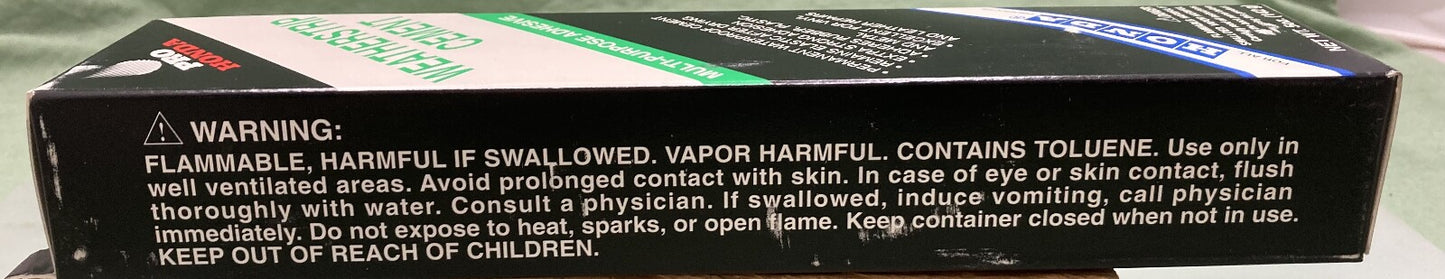 PRO
HONDA
WEATHERSTRIP
CEMENT
MULTI-PURPOSE ADHESIVE
FOR ALL
HONDA
WARNING:
FLAMMABLE, HARMFUL IF SWALLOWED. VAPOR HARMFUL. CONTAINS TOLUENE. Use only in
well ventilated areas. Avoid prolonged contact with skin. In case of eye or skin contact, flush
thoroughly with water. Consult a physician. If swallowed, induce vomiting, call physician
immediately. Do not expose to heat, sparks, or open flame. Keep container closed when not in use.
KEEP OUT OF REACH OF CHILDREN.